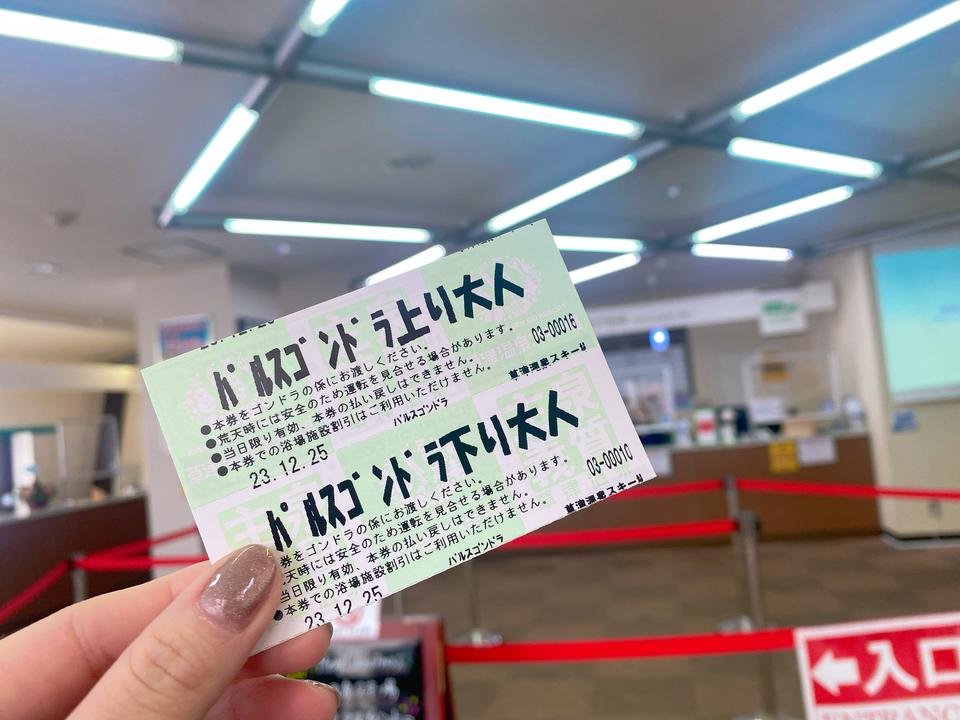 パルスゴンドラ上り大人
●本券をゴンドラの係にお渡しください。
●荒天時には安全のため運転を見合せる場合があります。
●当日限り有効、本券の払い戻しはできません。
●本券での浴場施設割引はご利用いただけません。
23.12.25
パルスゴンドラ
03-00016
草津温泉スキー
パルスゴンドラ下り大人
券をゴンドラの係にお渡しください。
天時には安全のため運転を見合せる場合があります。
当日限り有効、本券の払い戻しはできません。
●本券での浴場施設割引はご利用いただけません。
23.12.25
パルスゴンドラ
03-00010
草津温泉スキー
入口